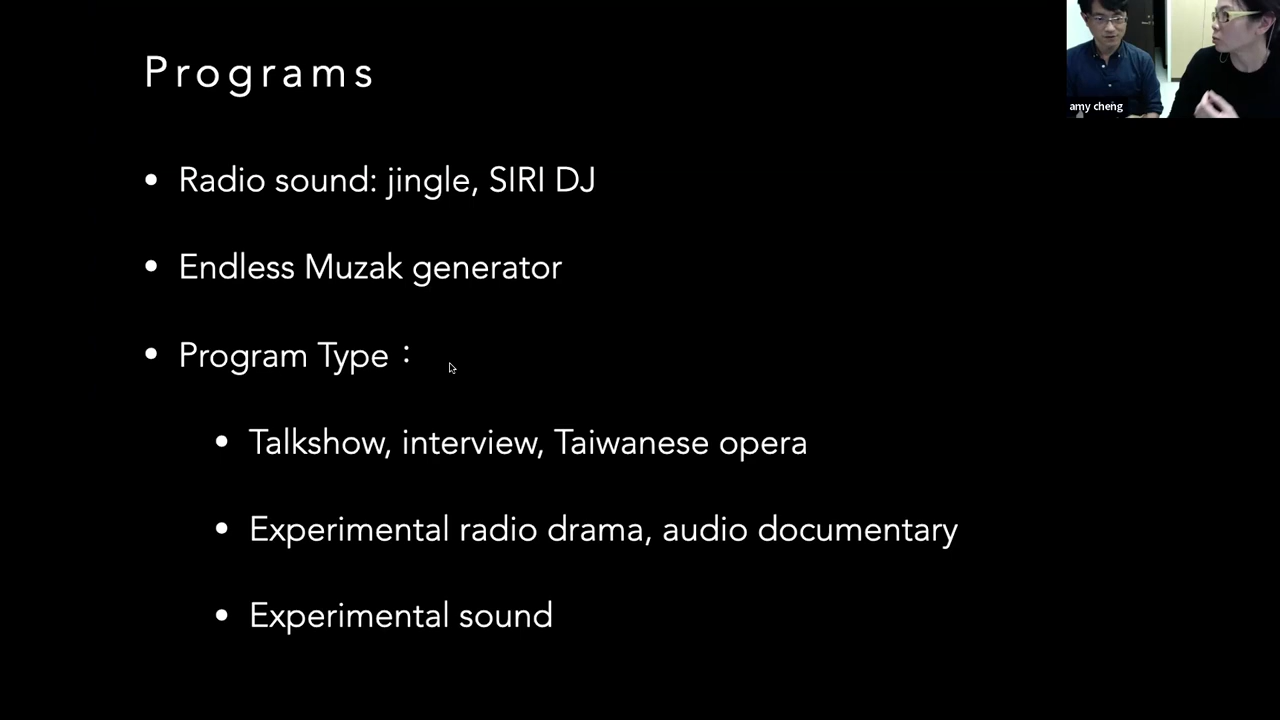 Programs
amy cheng
• Radio sound: jingle, SIRI DJ
• Endless Muzak generator
• Program Type：
• Talkshow, interview, Taiwanese opera
• Experimental radio drama, audio documentary
• Experimental sound